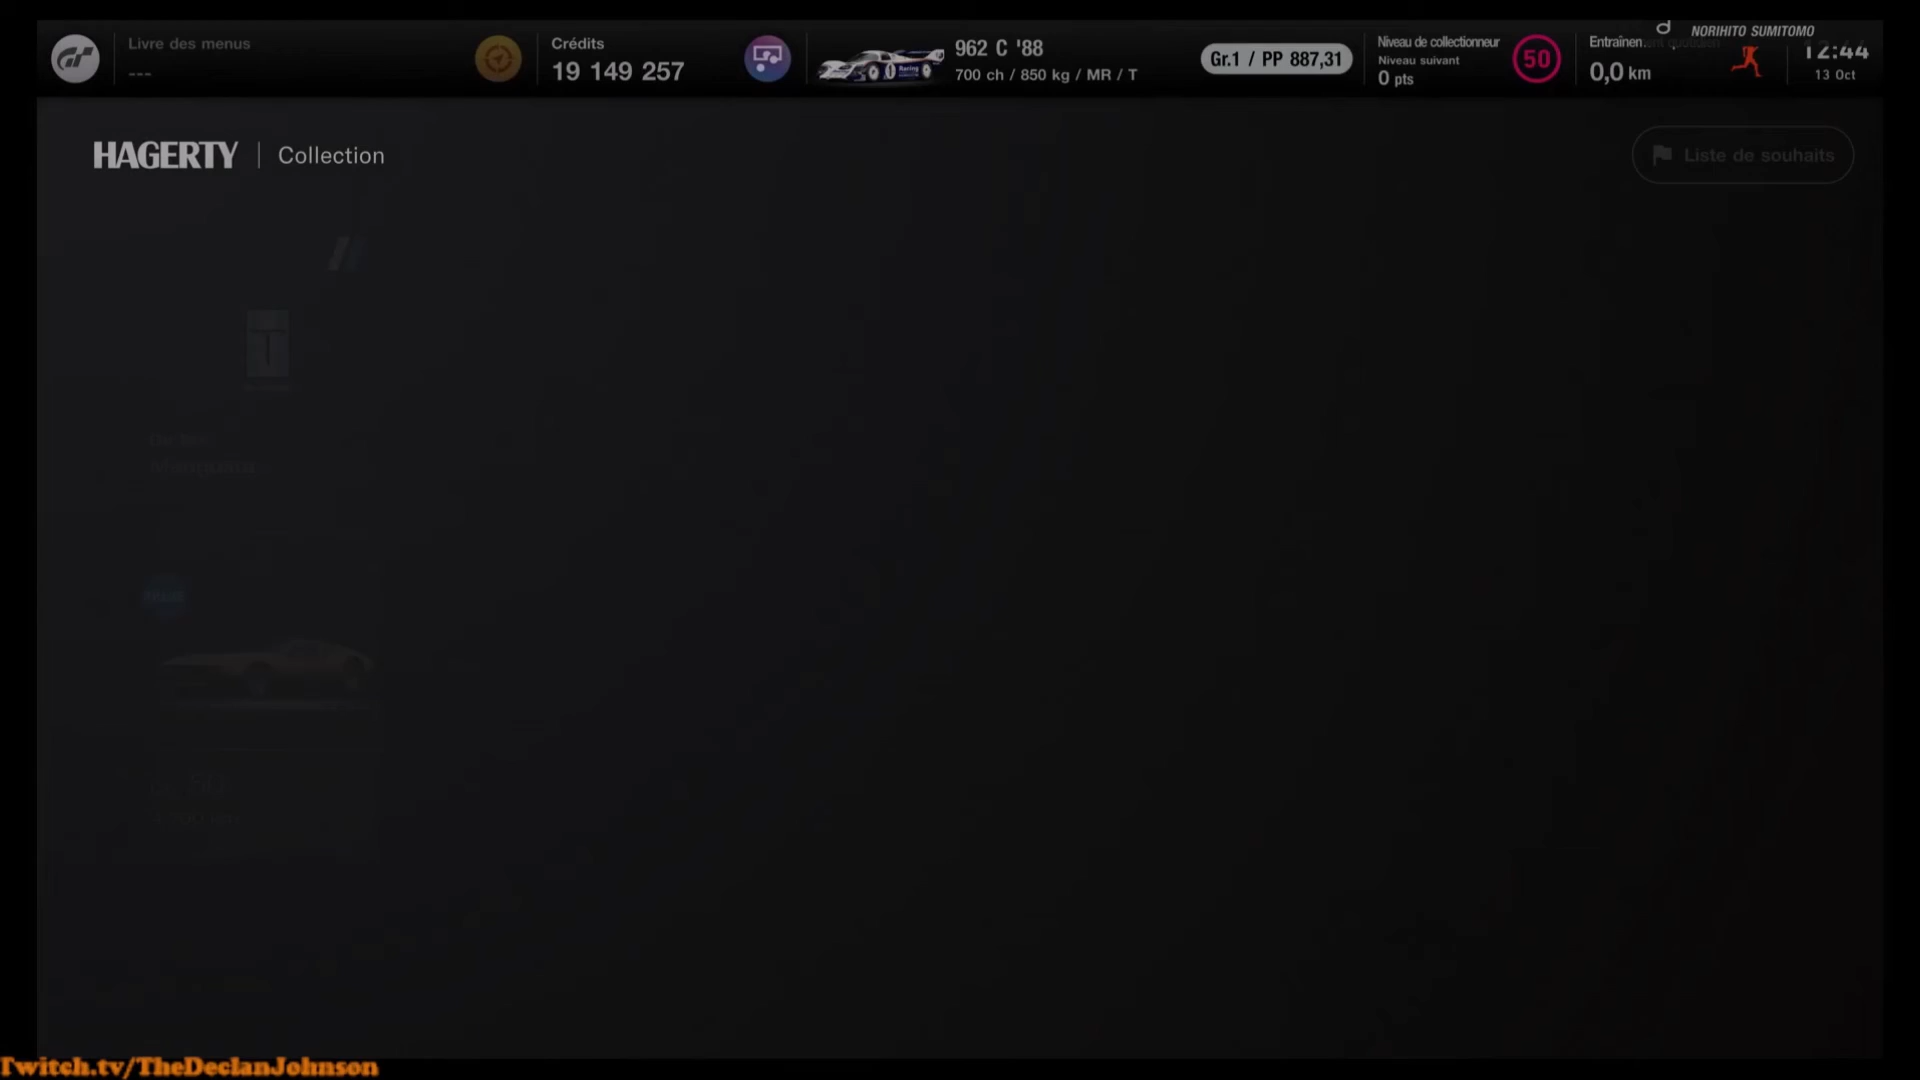 Livre des menus
---
Crédits
19 149 257
962 C '88
700 ch / 850 kg / MR / T
Gr.1 / PP 887,31
Niveau de collectionneur
Niveau suivant
0 pts
50
NORIHITO SUMITOMO
0,0 km
12:44
13 Oct
HAGERTY | Collection
Liste de souhaits
Mangusta
Twitch.tv/TheDeclanJohnson